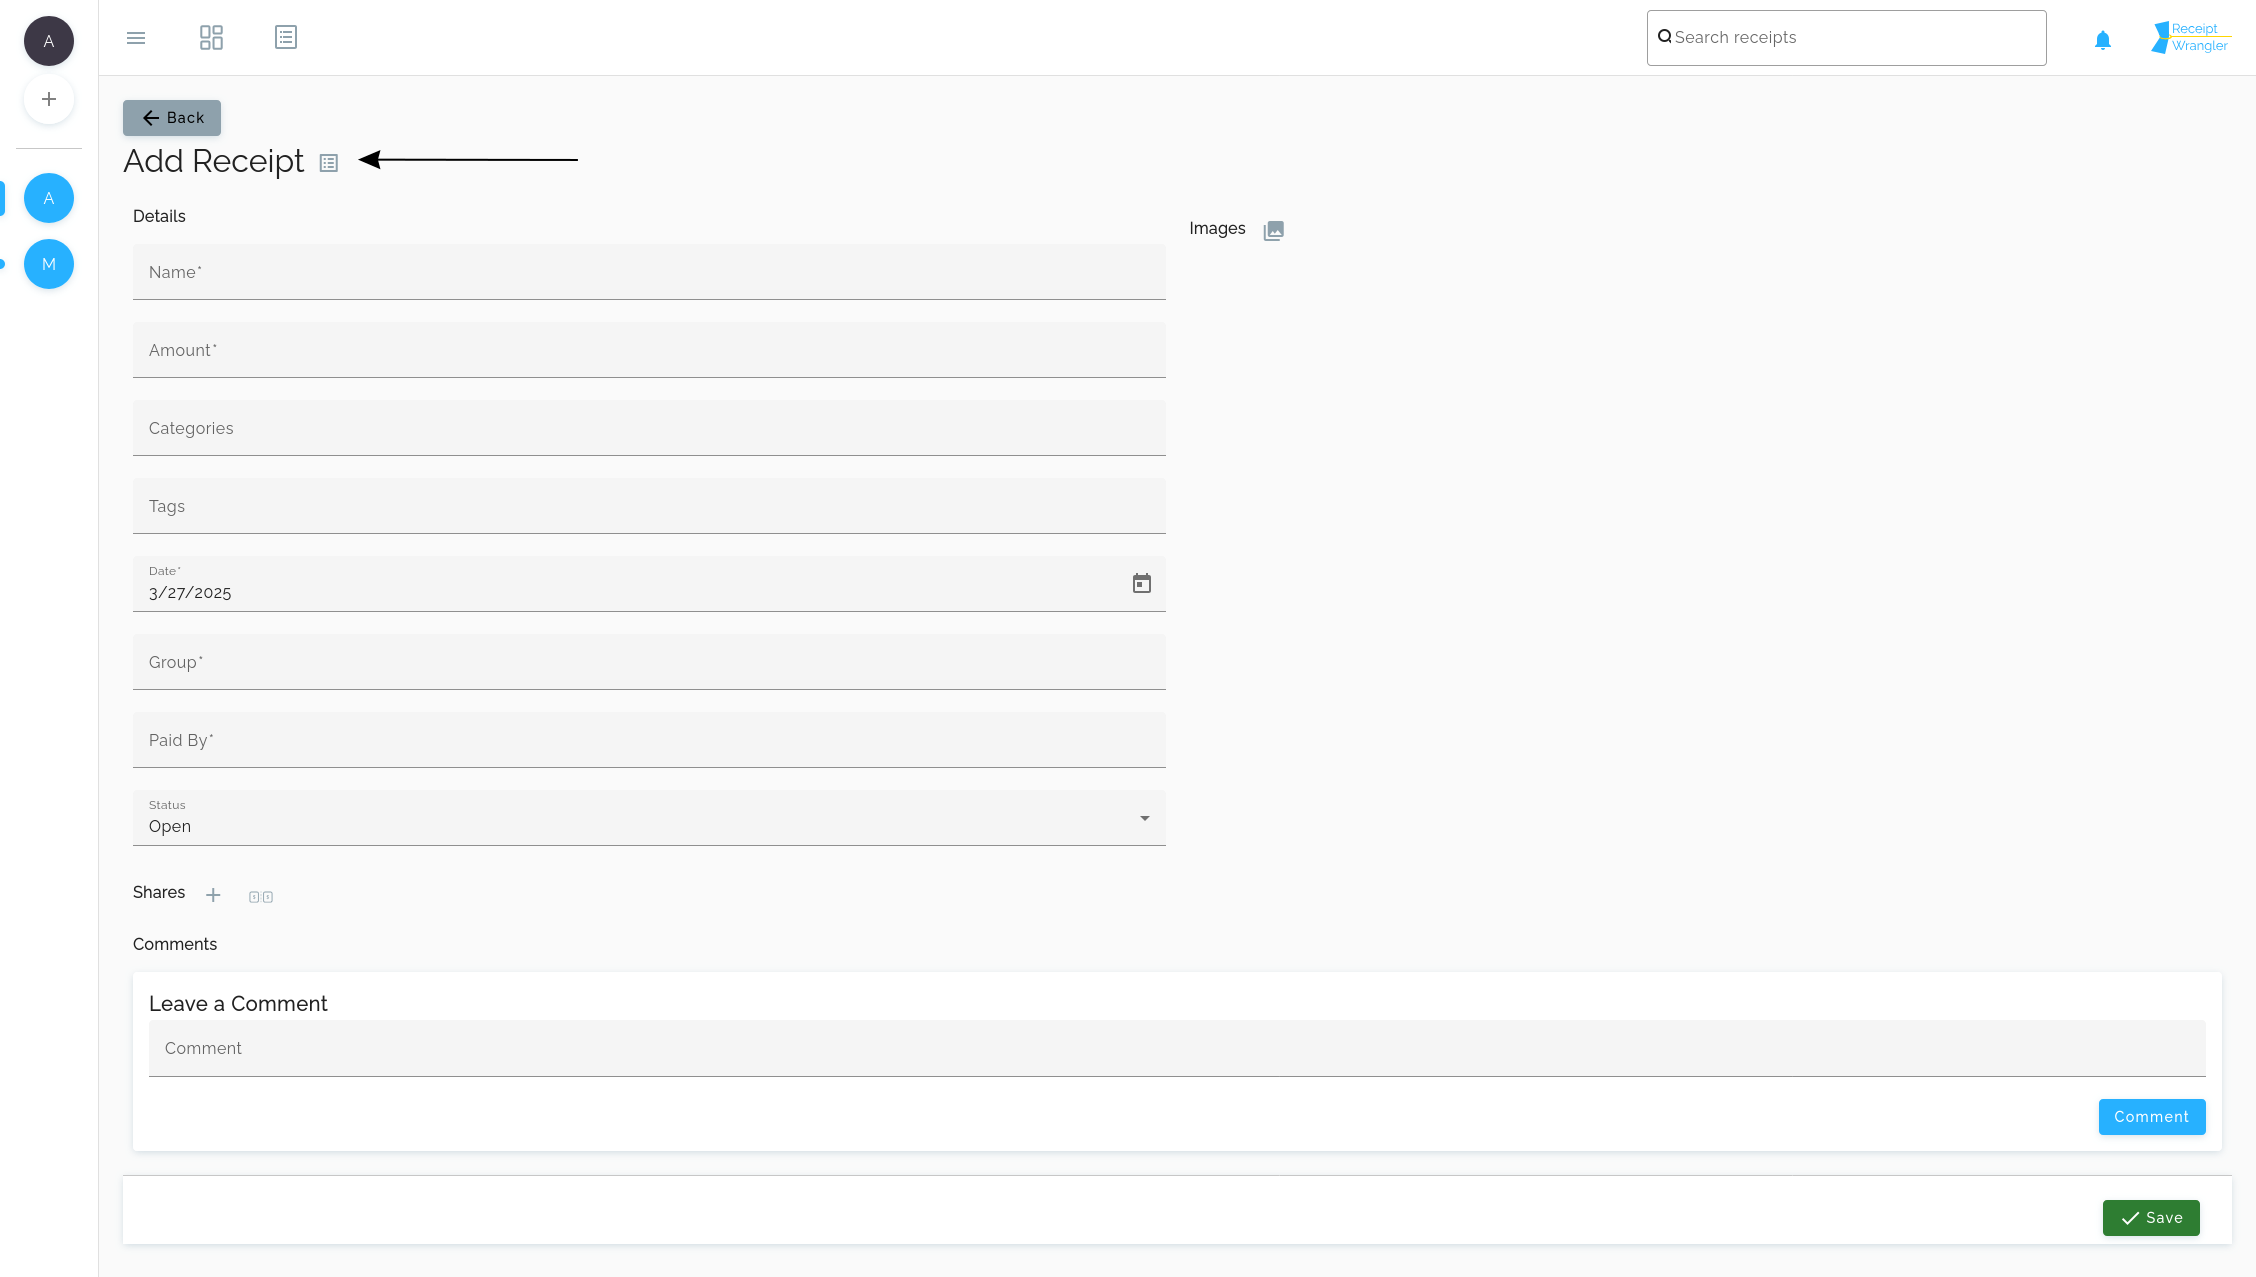 A
Search receipts
Receipt
Wrangler
Back
A
M
Add Receipt
Details
Images
Name*
Amount*
Categories
Tags
Date*
3/27/2025
Group*
Paid By*
Status
Open
Shares
Comments
Leave a Comment
Comment
Comment
Save